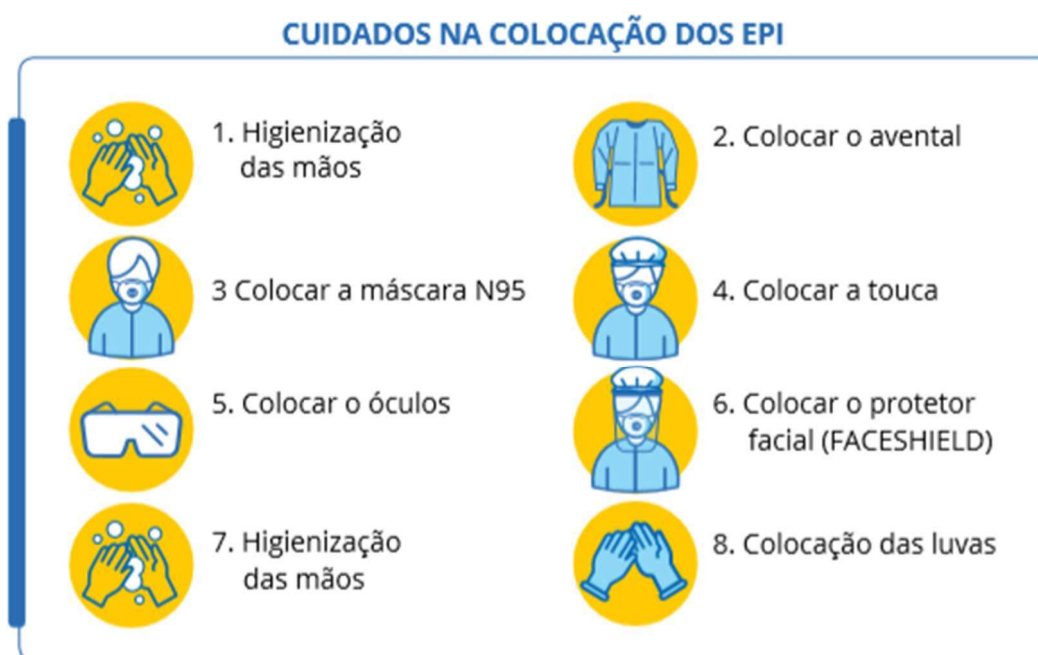 CUIDADOS NA COLOCAÇÃO DOS EPI
1. Higienização
das mãos
2. Colocar o avental
3 Colocar a máscara N95
4. Colocar a touca
5. Colocar o óculos
6. Colocar o protetor
facial (FACESHIELD)
7. Higienização
das mãos
8. Colocação das luvas